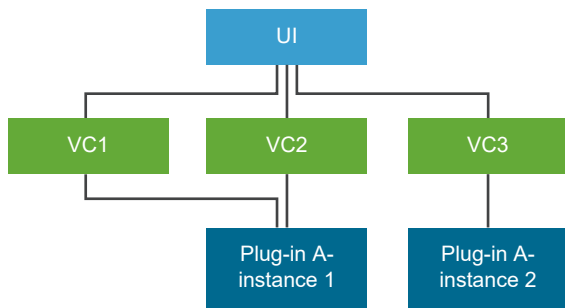 UI
VC1
VC2
VC3
Plug-in A-
instance 1
Plug-in A-
instance 2